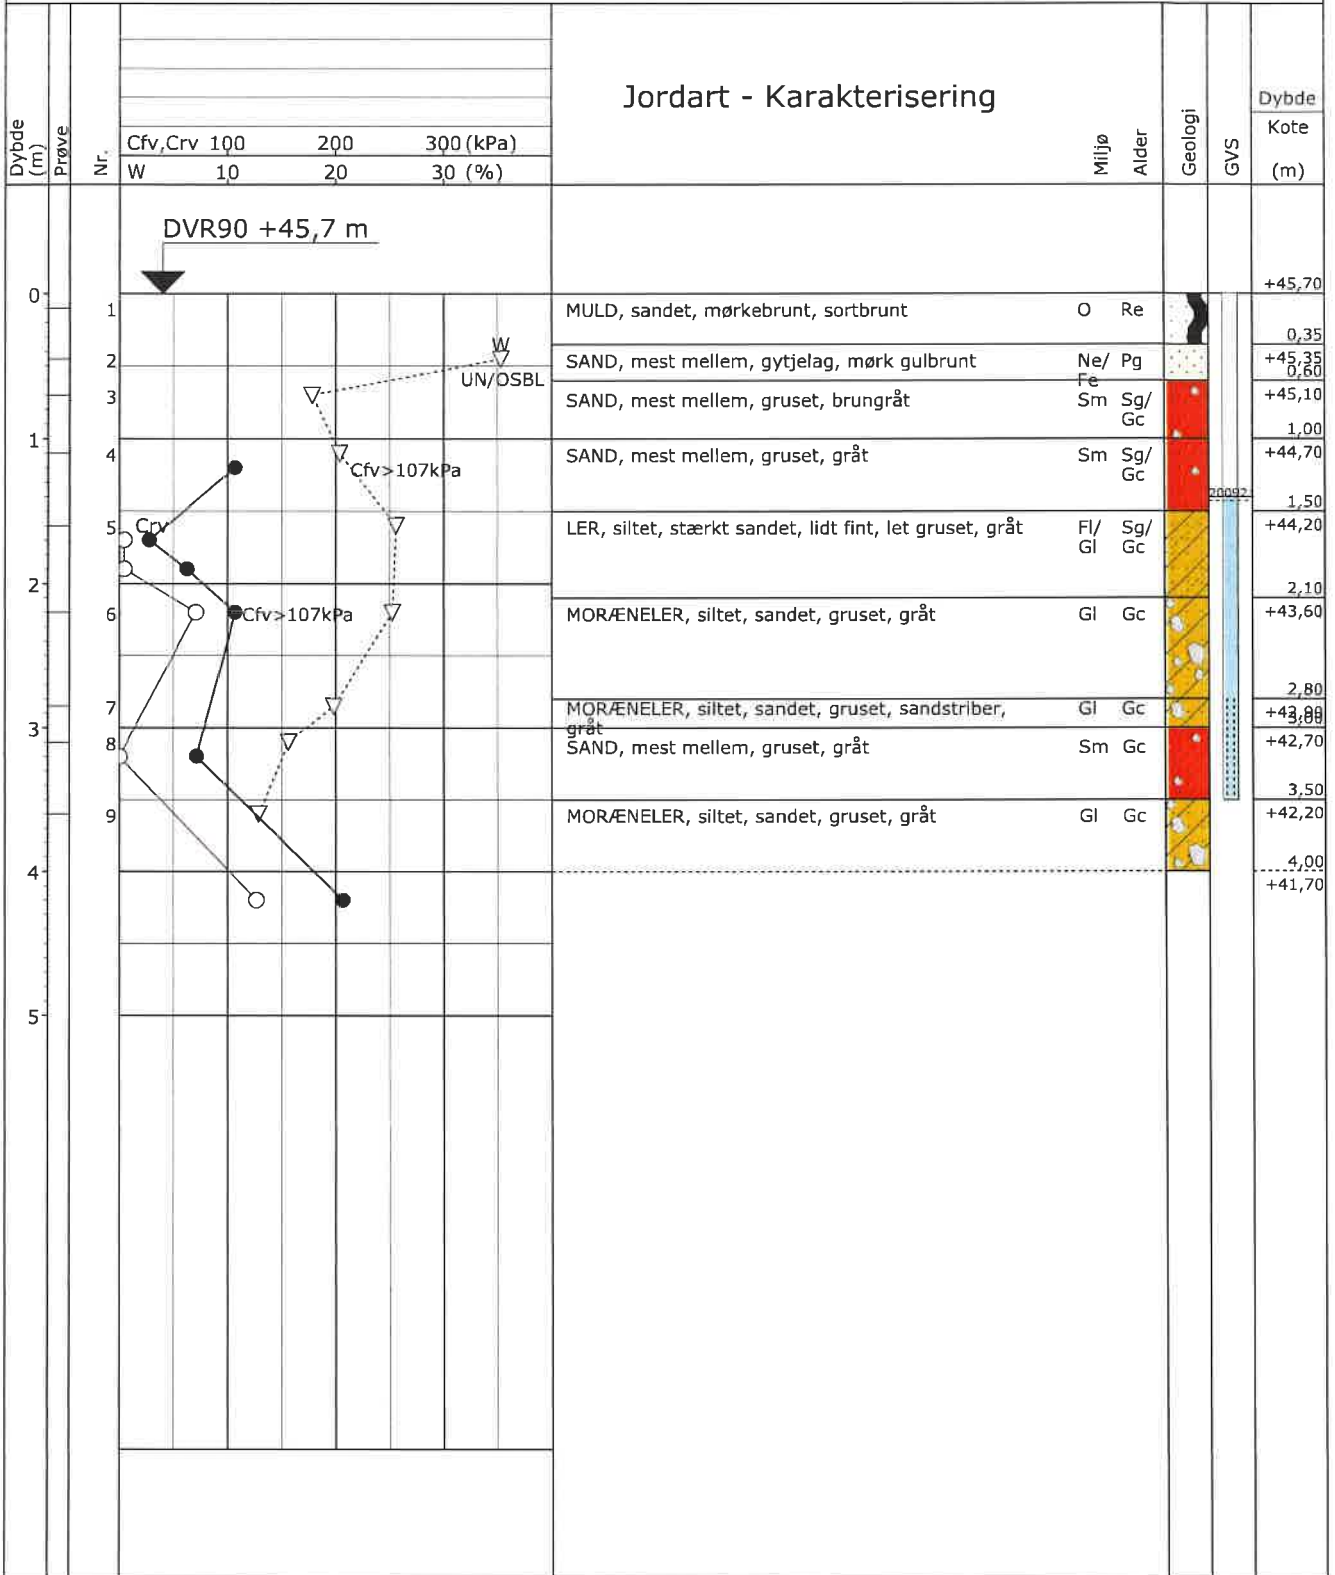 Jordart - Karakterisering
Dybde (m)
Prøve
Nr.
Cfv,Crv 100 200 300 (kPa)
W 10 20 30 (%)
Miljø
Alder
Geologi
GVS
Dybde
Kote
(m)
DVR90 +45,7 m
+45,70
0
1 MULD, sandet, mørkebrunt, sortbrunt O Re
0,35
W
2 SAND, mest mellem, gytjelag, mørk gulbrunt Ne/ Pg +45,35
Fe
UN/OSBL
0,60
3 SAND, mest mellem, gruset, brungråt Sm Sg/ +45,10
Gc
1,00
1
4 SAND, mest mellem, gruset, gråt Sm Sg/ +44,70
Gc
Cfv>107kPa
1,50
Crv
5 LER, siltet, stærkt sandet, lidt fint, let gruset, gråt Fl/ Sg/ +44,20
Gl Gc
2 2,10
6 Cfv>107kPa MORÆNELER, siltet, sandet, gruset, gråt Gl Gc +43,60
2,80
7 MORÆNELER, siltet, sandet, gruset, sandstriber, Gl Gc
gråt
3,00
3
8 SAND, mest mellem, gruset, gråt Sm Gc +42,70
3,50
9 MORÆNELER, siltet, sandet, gruset, gråt Gl Gc +42,20
4 4,00
+41,70
5